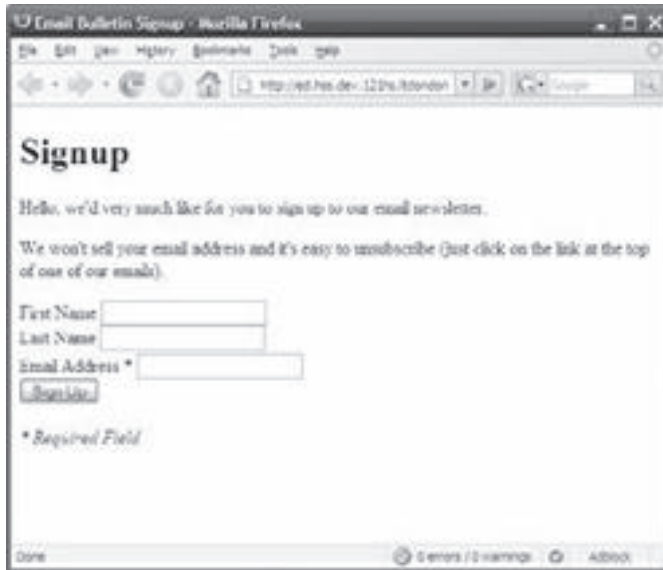 Email Bulletin Signup - Mozilla Firefox
File Edit View History Bookmarks Tools Help
Google
Signup
Hello, we'd very much like for you to sign up to our email newsletter.
We won't sell your email address and it's easy to unsubscribe (just click on the link at the top
of one of our emails).
First Name
Last Name
Email Address *
Sign Up
* Required Field
Done 0 errors / 0 warnings Adblock